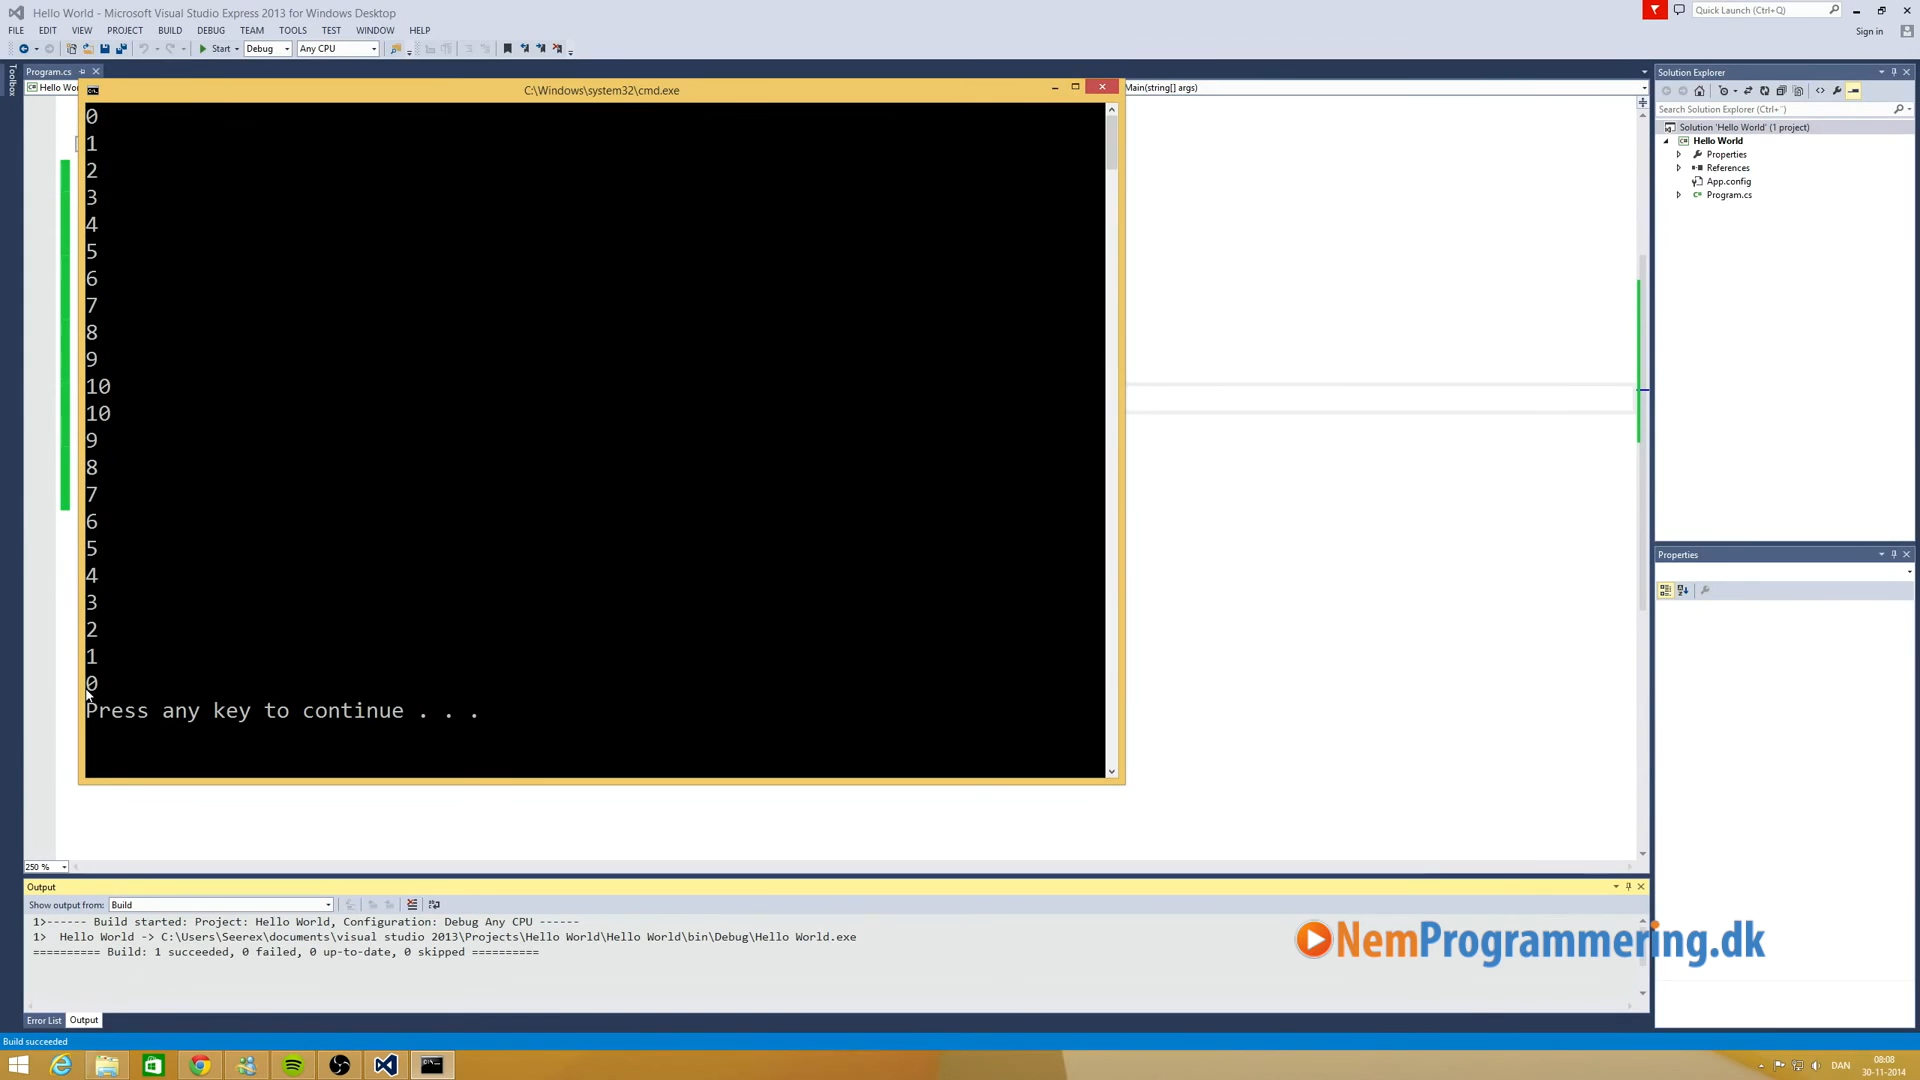 Hello World - Microsoft Visual Studio Express 2013 for Windows Desktop
Quick Launch (Ctrl+Q)
FILE EDIT VIEW PROJECT BUILD DEBUG TEAM TOOLS TEST WINDOW HELP
Sign in
Start Debug Any CPU
Toolbox
Program.cs
Hello Wo
Main(string[] args)
C:\Windows\system32\cmd.exe
0
1
2
3
4
5
6
7
8
9
10
10
9
8
7
6
5
4
3
2
1
0
Press any key to continue . . .
Solution Explorer
Search Solution Explorer (Ctrl+¨)
Solution 'Hello World' (1 project)
Hello World
Properties
References
App.config
Program.cs
Properties
250 %
Output
Show output from: Build
1>------ Build started: Project: Hello World, Configuration: Debug Any CPU ------
1>  Hello World -> C:\Users\Seerex\documents\visual studio 2013\Projects\Hello World\Hello World\bin\Debug\Hello World.exe
========== Build: 1 succeeded, 0 failed, 0 up-to-date, 0 skipped ==========
NemProgrammering.dk
Error List Output
Build succeeded
DAN
08:08
30-11-2014